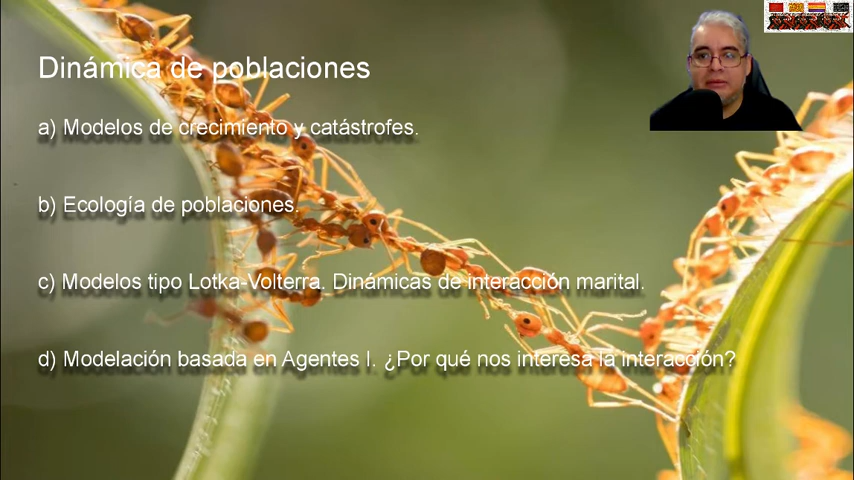 Dinámica de poblaciones
a) Modelos de crecimiento y catástrofes.
b) Ecología de poblaciones.
c) Modelos tipo Lotka-Volterra. Dinámicas de interacción marital.
d) Modelación basada en Agentes I. ¿Por qué nos interesa la interacción?